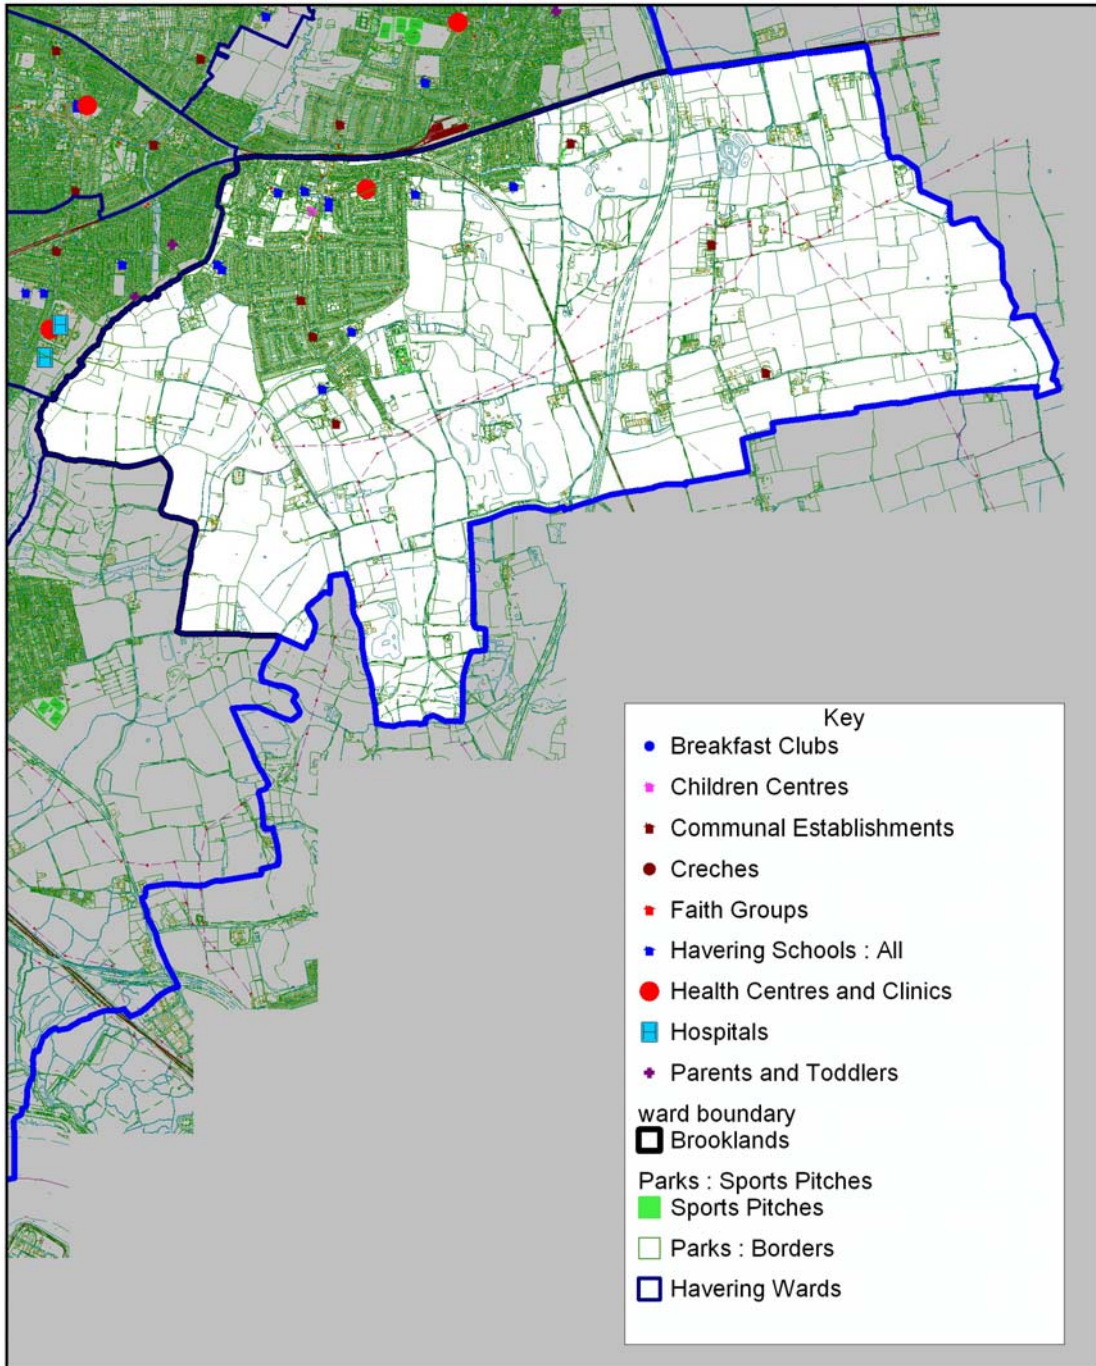 Key
Breakfast Clubs
Children Centres
Communal Establishments
Creches
Faith Groups
Havering Schools : All
Health Centres and Clinics
Hospitals
Parents and Toddlers
ward boundary
Brooklands
Parks : Sports Pitches
Sports Pitches
Parks : Borders
Havering Wards